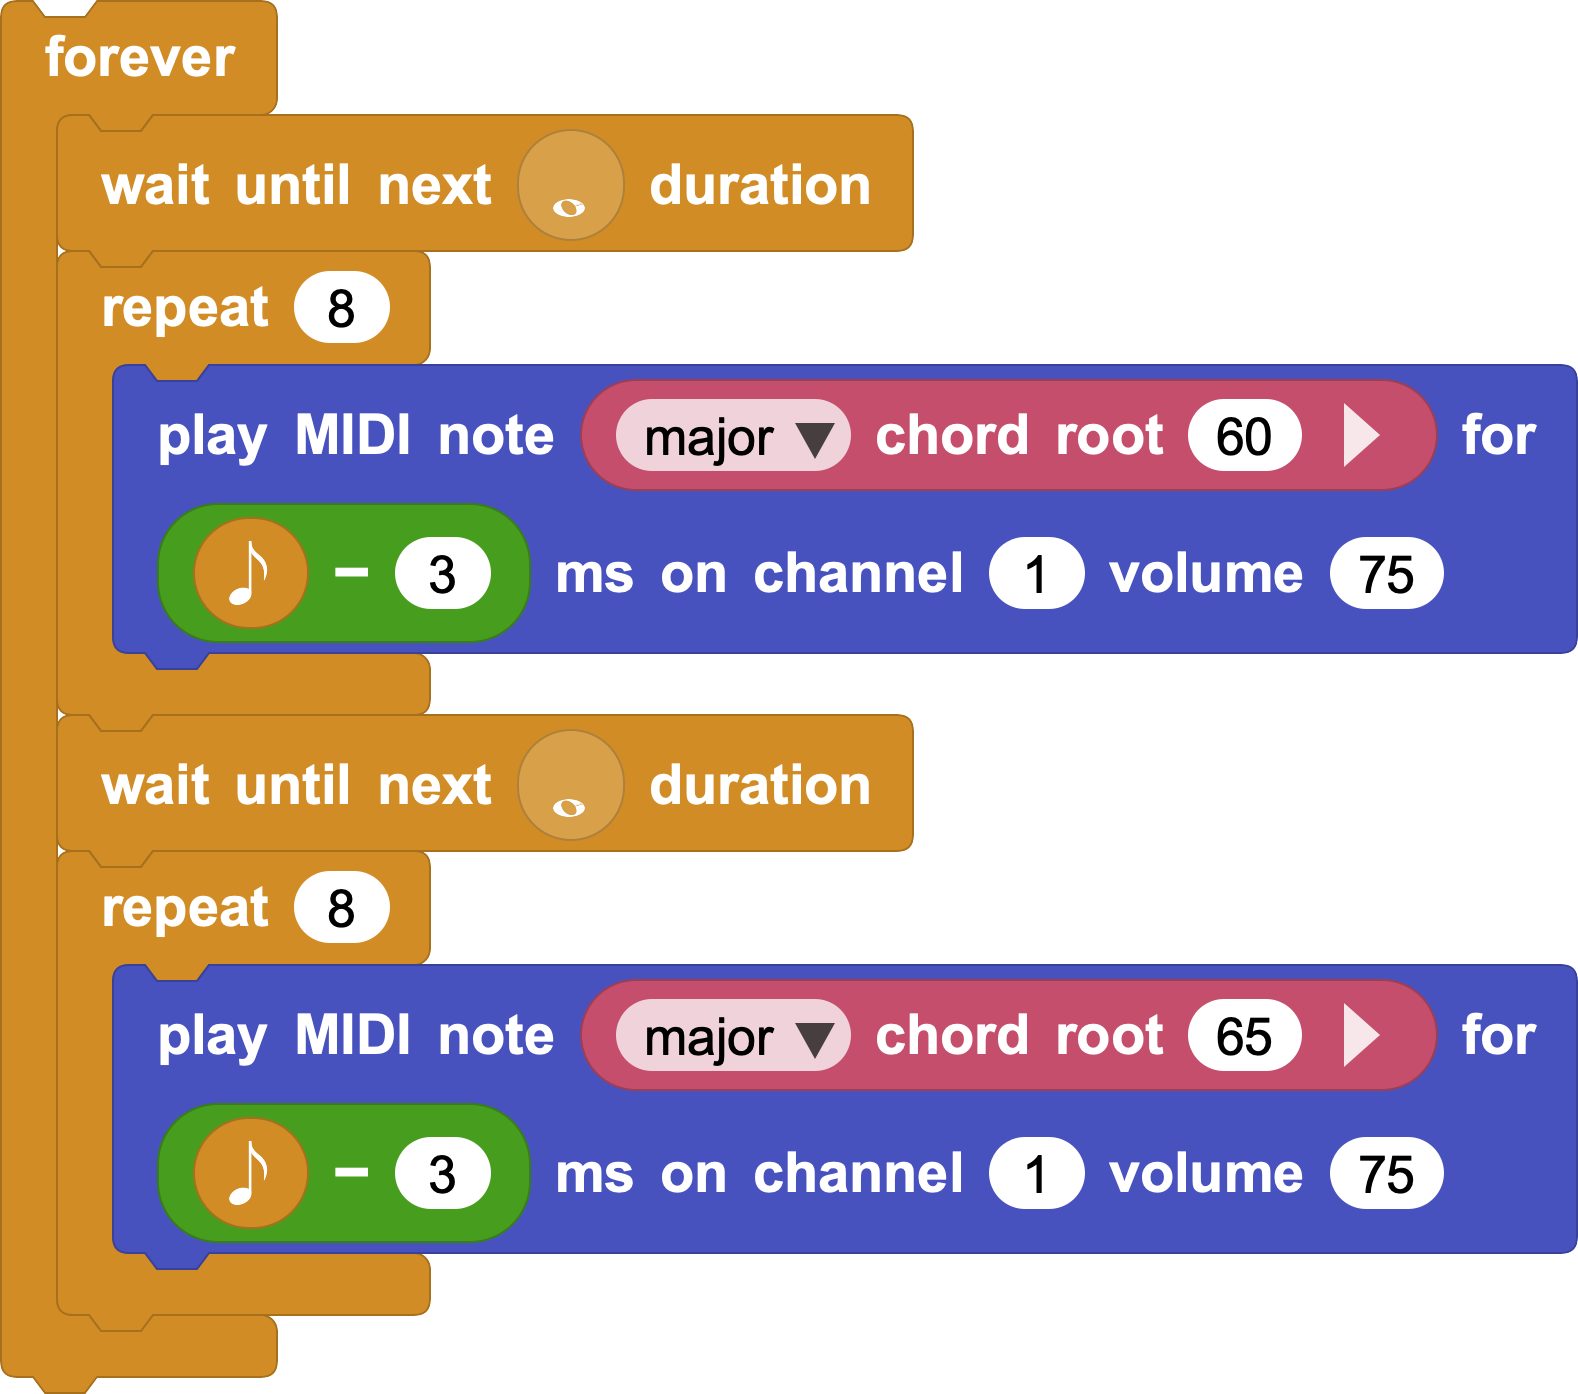 forever
wait until next 𝅝 duration
repeat 8
play MIDI note major ▼ chord root 60 ▶ for
♪ − 3 ms on channel 1 volume 75
wait until next 𝅝 duration
repeat 8
play MIDI note major ▼ chord root 65 ▶ for
♪ − 3 ms on channel 1 volume 75